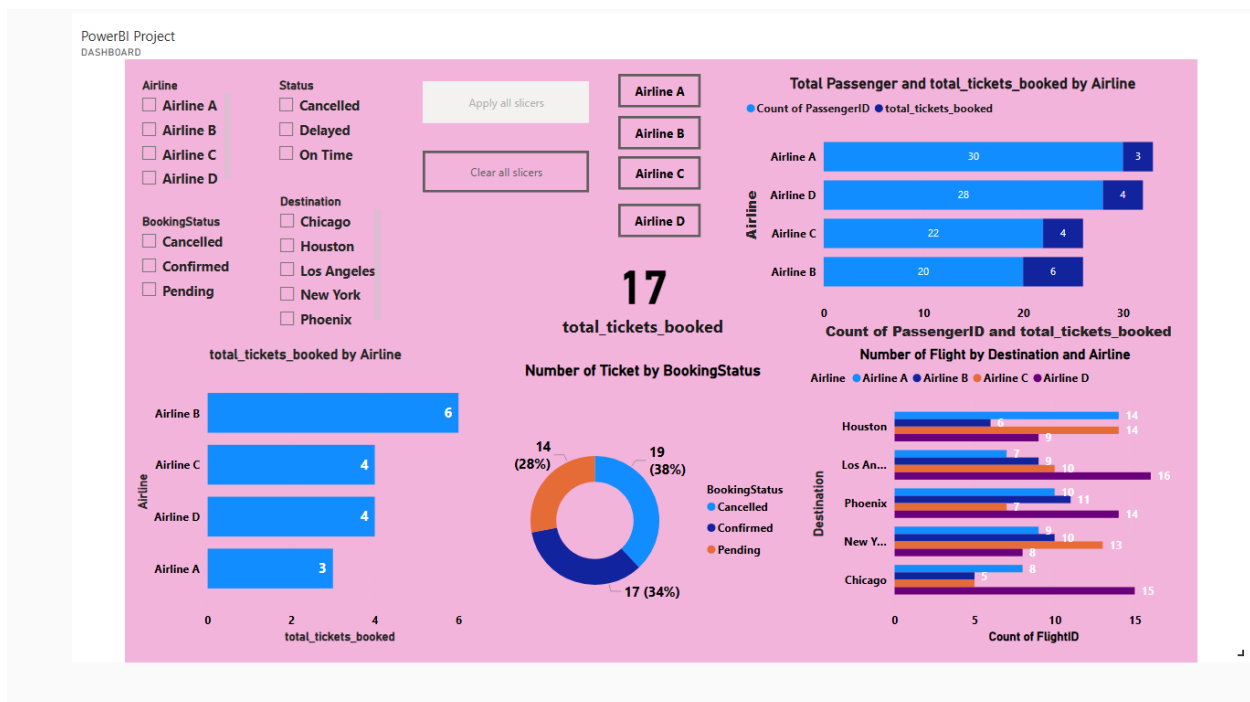 PowerBI Project
DASHBOARD
Airline
Airline A
Airline B
Airline C
Airline D
Status
Cancelled
Delayed
On Time
BookingStatus
Cancelled
Confirmed
Pending
Destination
Chicago
Houston
Los Angeles
New York
Phoenix
Apply all slicers
Clear all slicers
Airline A
Airline B
Airline C
Airline D
17
total_tickets_booked
Total Passenger and total_tickets_booked by Airline
Count of PassengerID total_tickets_booked
Airline
Airline A 30 3
Airline D 28 4
Airline C 22 4
Airline B 20 6
0 10 20 30
Count of PassengerID and total_tickets_booked
total_tickets_booked by Airline
Airline
Airline B 6
Airline C 4
Airline D 4
Airline A 3
0 2 4 6
total_tickets_booked
Number of Ticket by BookingStatus
14
(28%)
19
(38%)
17 (34%)
BookingStatus
Cancelled
Confirmed
Pending
Number of Flight by Destination and Airline
Airline Airline A Airline B Airline C Airline D
Destination
Houston
14
6
14
9
Los An...
7
9
10
16
Phoenix
10
11
7
14
New Y...
9
10
13
8
Chicago
8
5
15
0 5 10 15
Count of FlightID